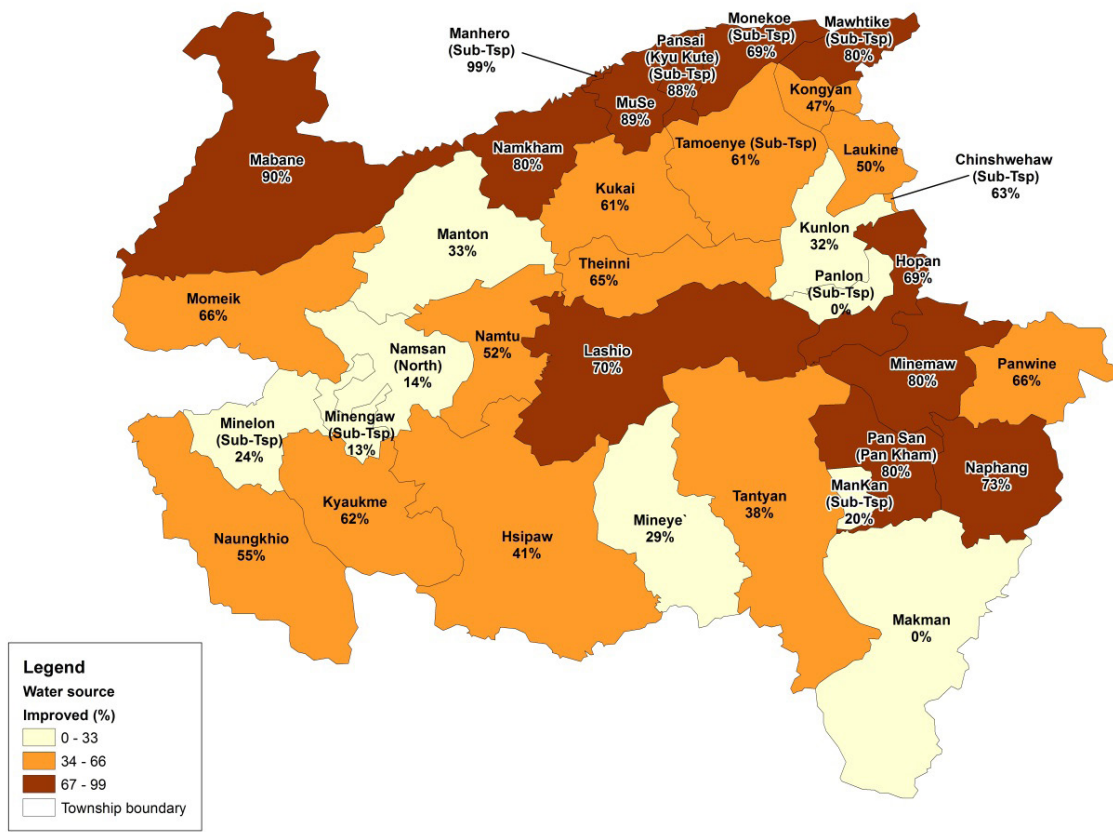 Manhero
(Sub-Tsp)
99%
Pansai
(Kyu Kute)
(Sub-Tsp)
88%
Monekoe
(Sub-Tsp)
69%
Mawhtike
(Sub-Tsp)
80%
MuSe
89%
Kongyan
47%
Mabane
90%
Namkham
80%
Tamoenye (Sub-Tsp)
61%
Laukine
50%
Chinshwehaw
(Sub-Tsp)
63%
Kukai
61%
Manton
33%
Kunlon
32%
Theinni
65%
Panlon
(Sub-Tsp)
0%
Hopan
69%
Momeik
66%
Namtu
52%
Namsan
(North)
14%
Lashio
70%
Minemaw
80%
Panwine
66%
Minelon
(Sub-Tsp)
24%
Minengaw
(Sub-Tsp)
13%
Pan San
(Pan Kham)
80%
Naphang
73%
ManKan
(Sub-Tsp)
20%
Kyaukme
62%
Tantyan
38%
Naungkhio
55%
Hsipaw
41%
Mineye`
29%
Makman
0%
Legend
Water source
Improved (%)
0 - 33
34 - 66
67 - 99
Township boundary